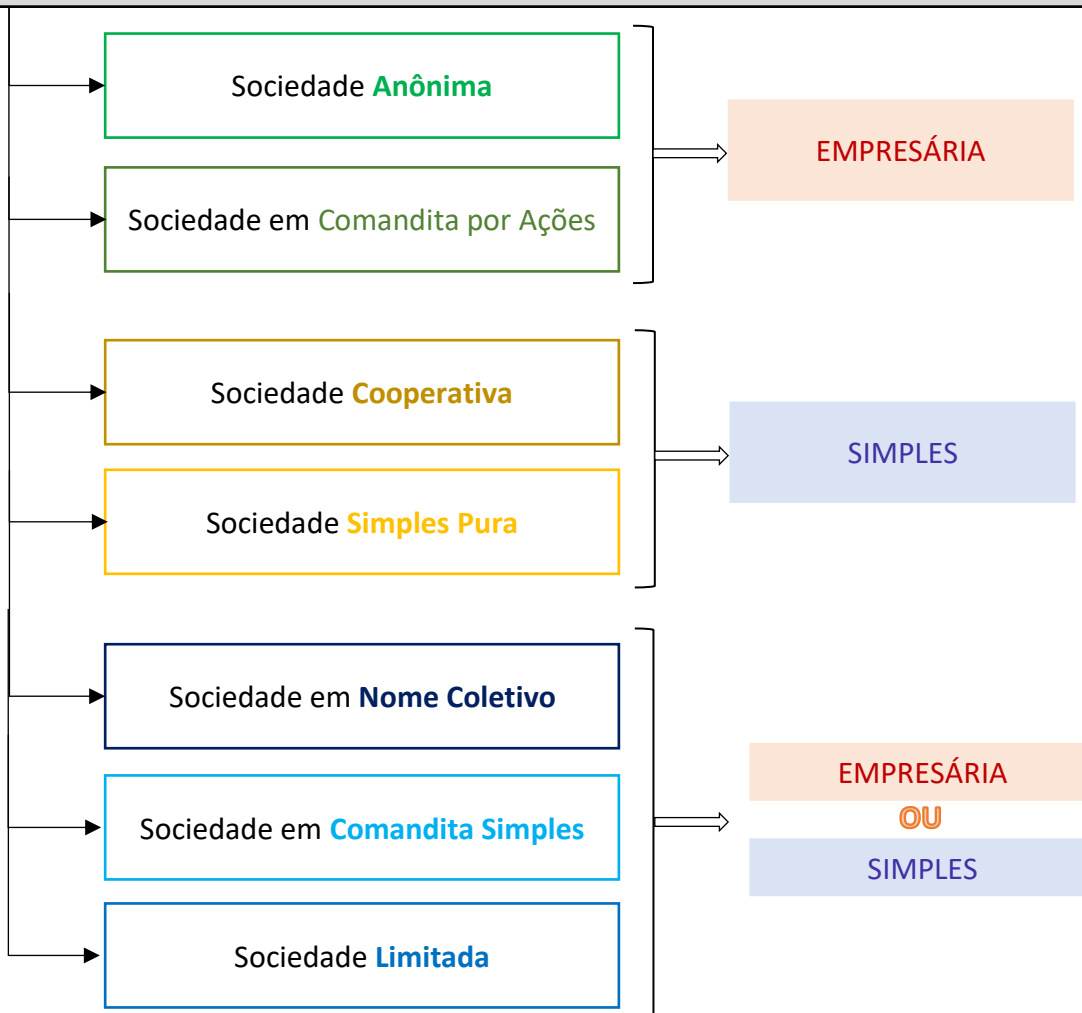 Sociedade Anônima
EMPRESÁRIA
Sociedade em Comandita por Ações
Sociedade Cooperativa
SIMPLES
Sociedade Simples Pura
Sociedade em Nome Coletivo
EMPRESÁRIA
OU
Sociedade em Comandita Simples
SIMPLES
Sociedade Limitada